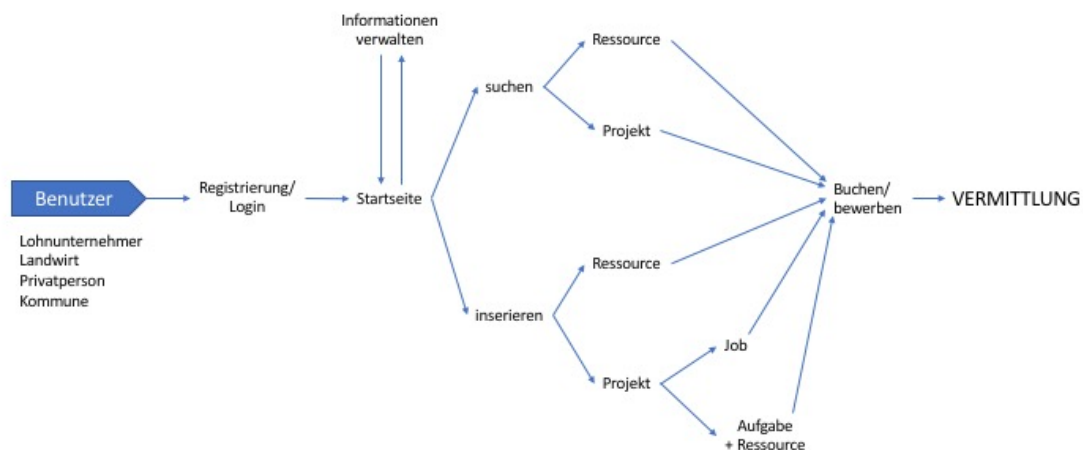 Informationen
verwalten
Ressource
suchen
Projekt
Benutzer
Registrierung/
Login
Startseite
Buchen/
bewerben
VERMITTLUNG
Lohnunternehmer
Landwirt
Privatperson
Kommune
Ressource
inserieren
Job
Projekt
Aufgabe
+ Ressource